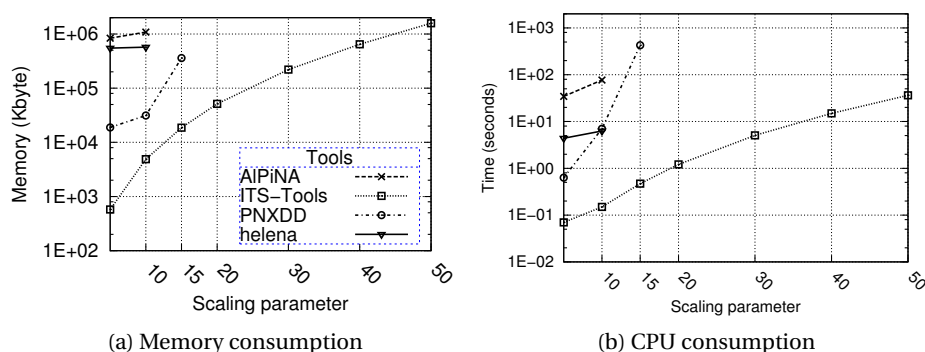 Memory (Kbyte)
1E+06
1E+05
1E+04
1E+03
1E+02
10
15
20
30
40
50
Scaling parameter
Tools
AlPiNA
ITS-Tools
PNXDD
helena
(a) Memory consumption
Time (seconds)
1E+03
1E+02
1E+01
1E+00
1E-01
1E-02
10
15
20
30
40
50
Scaling parameter
(b) CPU consumption